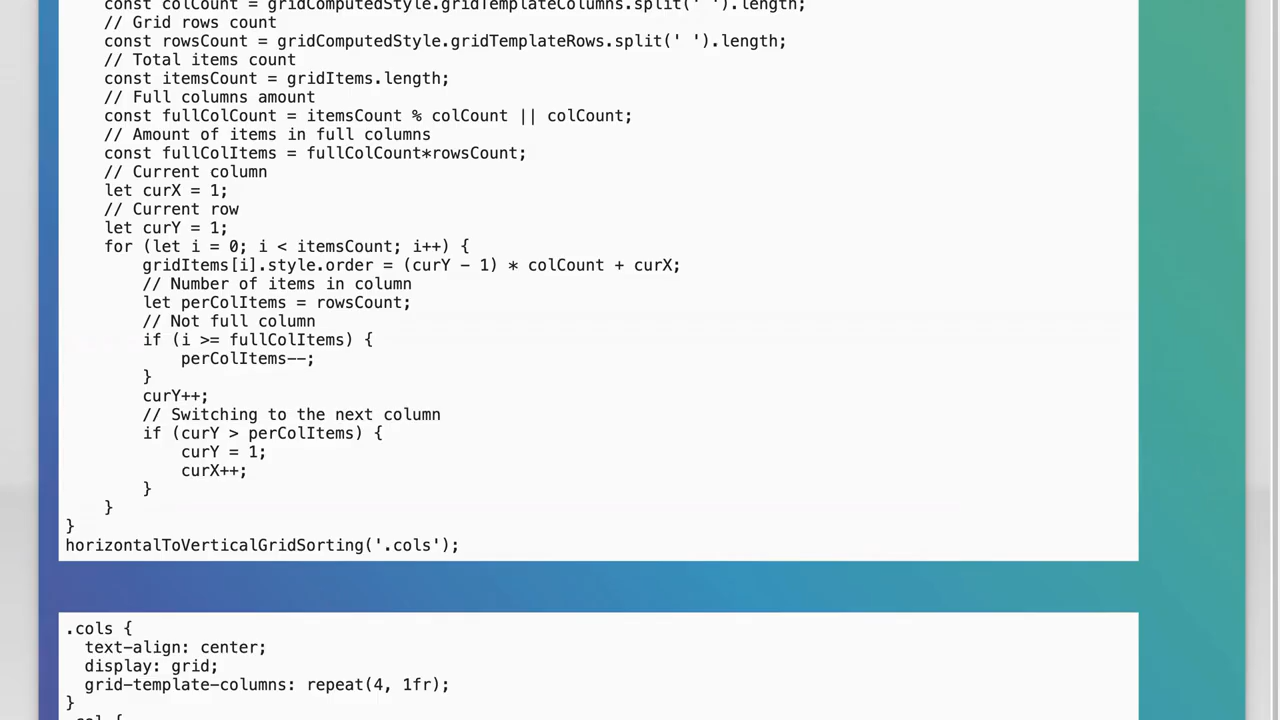 const colCount = gridComputedStyle.gridTemplateColumns.split(' ').length;
// Grid rows count
const rowsCount = gridComputedStyle.gridTemplateRows.split(' ').length;
// Total items count
const itemsCount = gridItems.length;
// Full columns amount
const fullColCount = itemsCount % colCount || colCount;
// Amount of items in full columns
const fullColItems = fullColCount*rowsCount;
// Current column
let curX = 1;
// Current row
let curY = 1;
for (let i = 0; i < itemsCount; i++) {
gridItems[i].style.order = (curY - 1) * colCount + curX;
// Number of items in column
let perColItems = rowsCount;
// Not full column
if (i >= fullColItems) {
perColItems--;
}
curY++;
// Switching to the next column
if (curY > perColItems) {
curY = 1;
curX++;
}
}
}
horizontalToVerticalGridSorting('.cols');
.cols {
text-align: center;
display: grid;
grid-template-columns: repeat(4, 1fr);
}
.col {